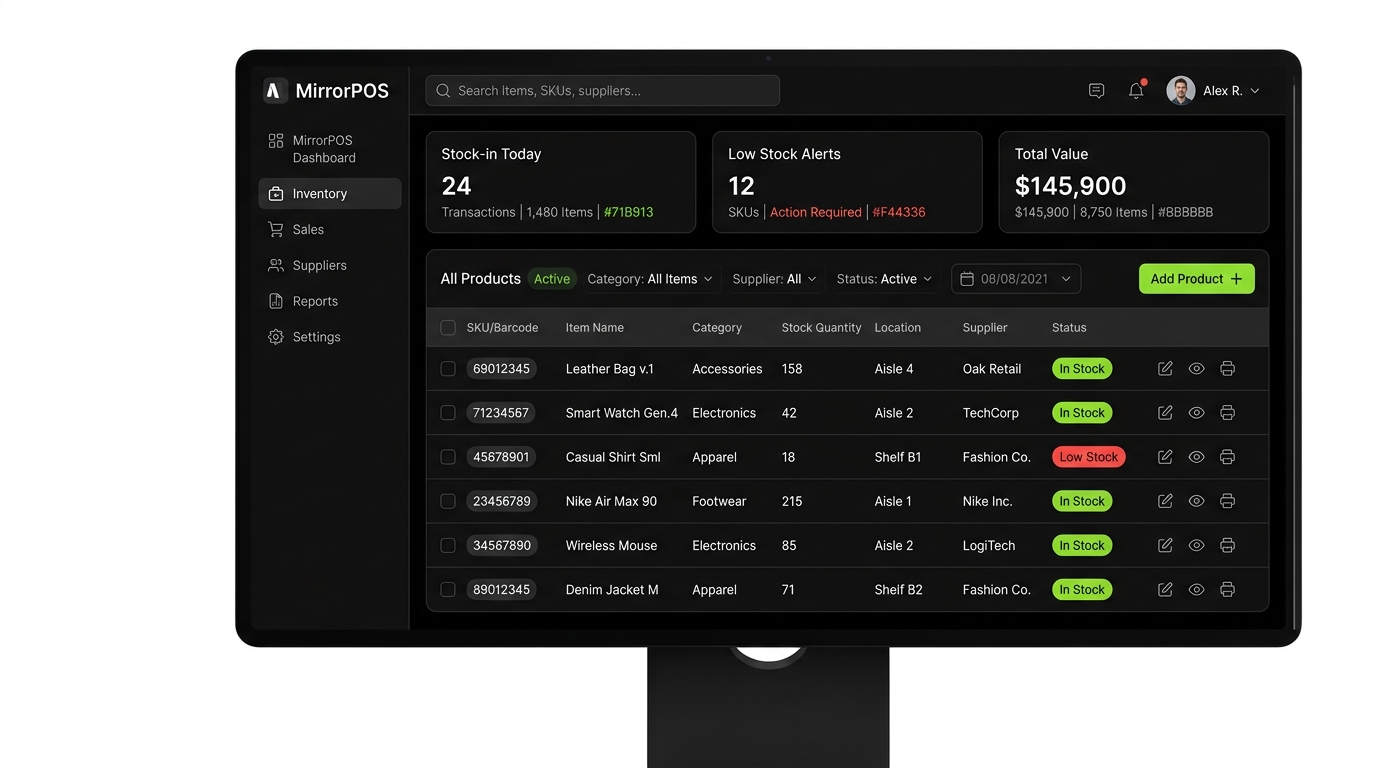 MirrorPOS
Search Items, SKUs, suppliers...
Alex R.
MirrorPOS
Dashboard
Inventory
Sales
Suppliers
Reports
Settings
Stock-in Today
24
Transactions | 1,480 Items | #71B913
Low Stock Alerts
12
SKUs | Action Required | #F44336
Total Value
$145,900
$145,900 | 8,750 Items | #BBBBBB
All Products Active Category: All Items Supplier: All Status: Active 08/08/2021 Add Product +
SKU/Barcode Item Name Category Stock Quantity Location Supplier Status
69012345 Leather Bag v.1 Accessories 158 Aisle 4 Oak Retail In Stock
71234567 Smart Watch Gen.4 Electronics 42 Aisle 2 TechCorp In Stock
45678901 Casual Shirt Sml Apparel 18 Shelf B1 Fashion Co. Low Stock
23456789 Nike Air Max 90 Footwear 215 Aisle 1 Nike Inc. In Stock
34567890 Wireless Mouse Electronics 85 Aisle 2 LogiTech In Stock
89012345 Denim Jacket M Apparel 71 Shelf B2 Fashion Co. In Stock